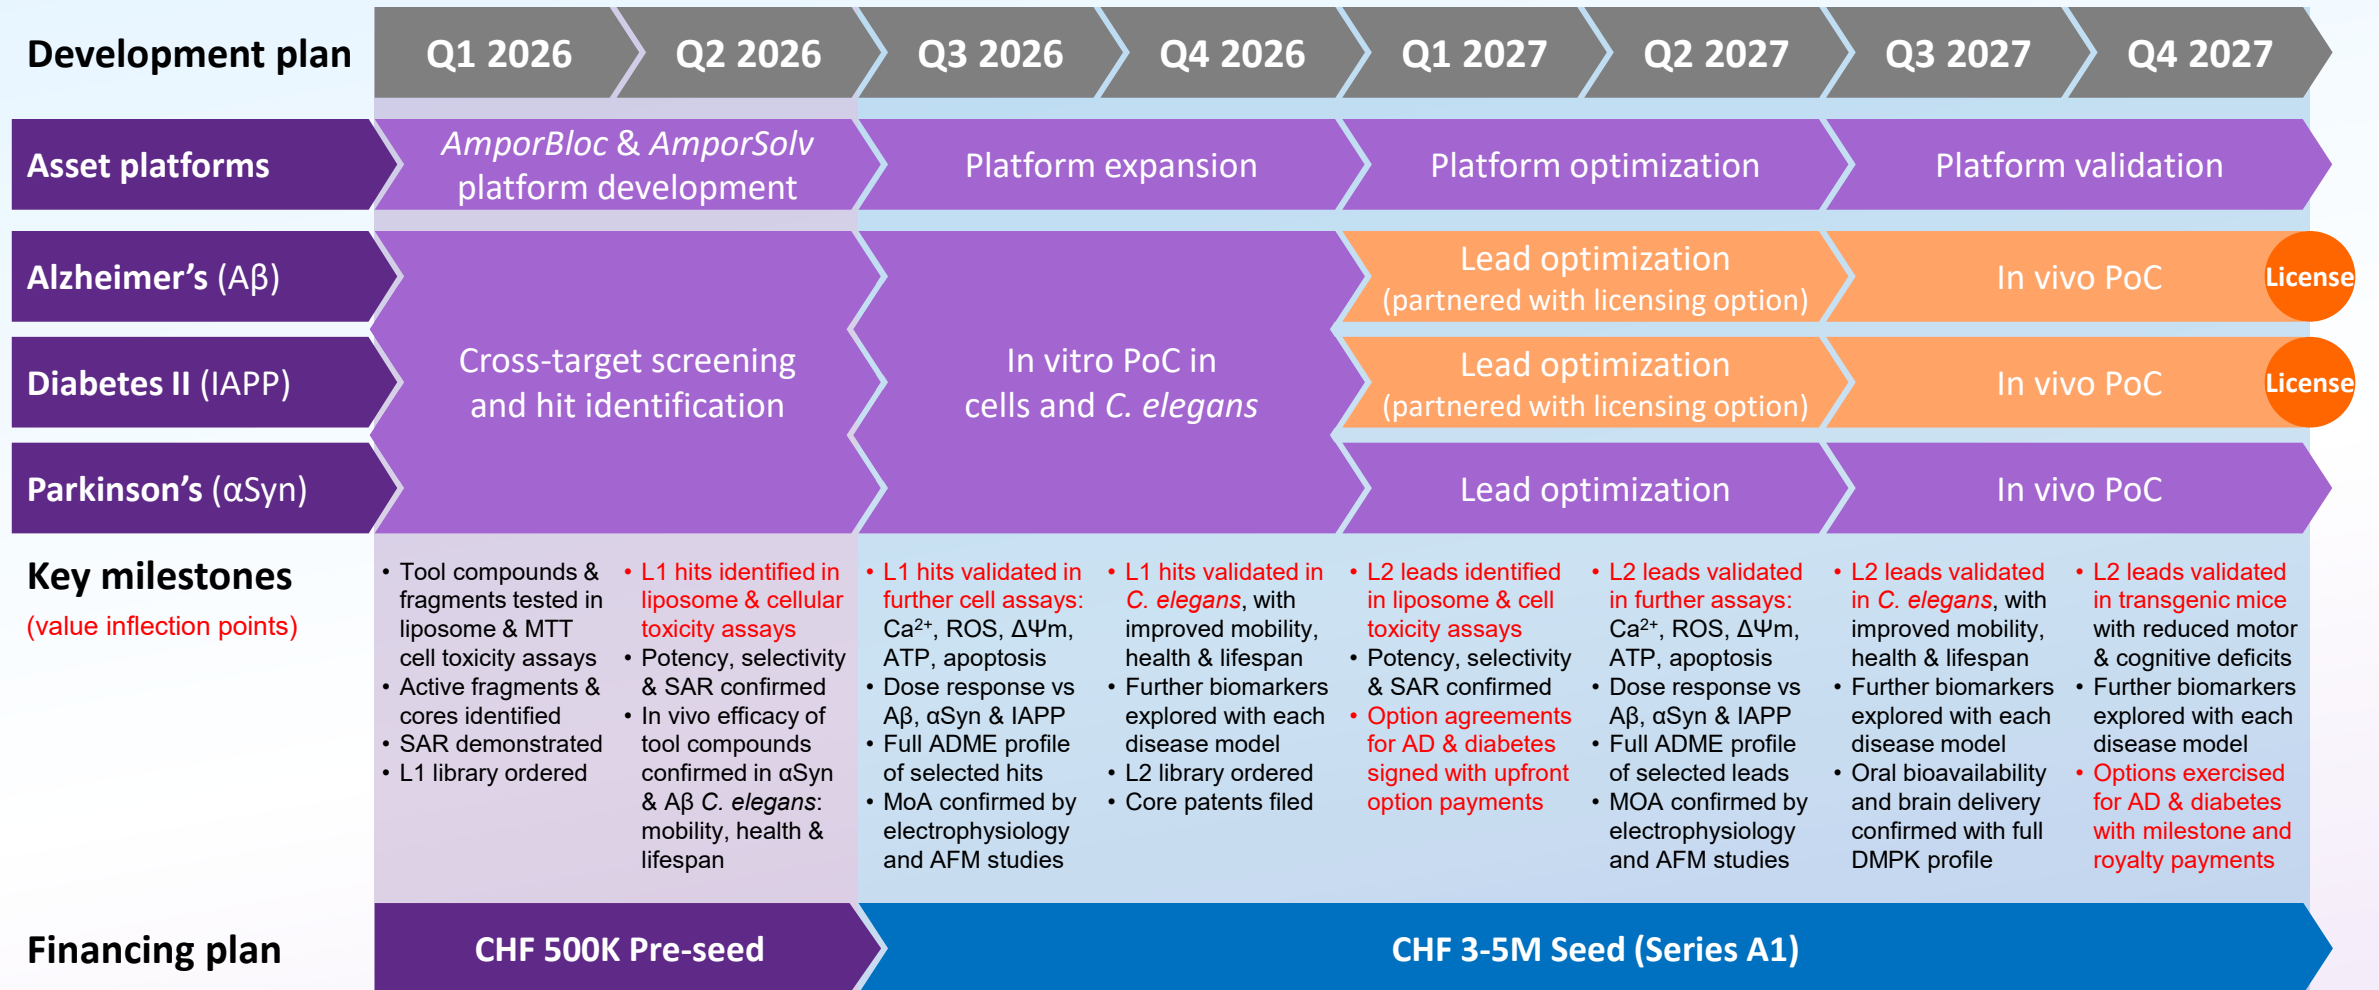 Development plan
Q1 2026
Q2 2026
Q3 2026
Q4 2026
Q1 2027
Q2 2027
Q3 2027
Q4 2027
Asset platforms
AmporBloc & AmporSolv
platform development
Platform expansion
Platform optimization
Platform validation
Alzheimer's (Aβ)
Diabetes II (IAPP)
Parkinson's (αSyn)
Cross-target screening
and hit identification
In vitro PoC in
cells and C. elegans
Lead optimization
(partnered with licensing option)
In vivo PoC
License
Lead optimization
(partnered with licensing option)
In vivo PoC
License
Lead optimization
In vivo PoC
Key milestones
(value inflection points)
• Tool compounds &
fragments tested in
liposome & MTT
cell toxicity assays
• Active fragments &
cores identified
• SAR demonstrated
• L1 library ordered
• L1 hits identified in
liposome & cellular
toxicity assays
• Potency, selectivity
& SAR confirmed
• In vivo efficacy of
tool compounds
confirmed in αSyn
& Aβ C. elegans:
mobility, health &
lifespan
• L1 hits validated in
further cell assays:
Ca²⁺, ROS, ΔΨm,
ATP, apoptosis
• Dose response vs
Aβ, αSyn & IAPP
• Full ADME profile
of selected hits
• MoA confirmed by
electrophysiology
and AFM studies
• L1 hits validated in
C. elegans, with
improved mobility,
health & lifespan
• Further biomarkers
explored with each
disease model
• L2 library ordered
• Core patents filed
• L2 leads identified
in liposome & cell
toxicity assays
• Potency, selectivity
& SAR confirmed
• Option agreements
for AD & diabetes
signed with upfront
option payments
• L2 leads validated
in further assays:
Ca²⁺, ROS, ΔΨm,
ATP, apoptosis
• Dose response vs
Aβ, αSyn & IAPP
• Full ADME profile
of selected leads
• MOA confirmed by
electrophysiology
and AFM studies
• L2 leads validated
in C. elegans, with
improved mobility,
health & lifespan
• Further biomarkers
explored with each
disease model
• Oral bioavailability
and brain delivery
confirmed with full
DMPK profile
• L2 leads validated
in transgenic mice
with reduced motor
& cognitive deficits
• Further biomarkers
explored with each
disease model
• Options exercised
for AD & diabetes
with milestone and
royalty payments
Financing plan
CHF 500K Pre-seed
CHF 3-5M Seed (Series A1)